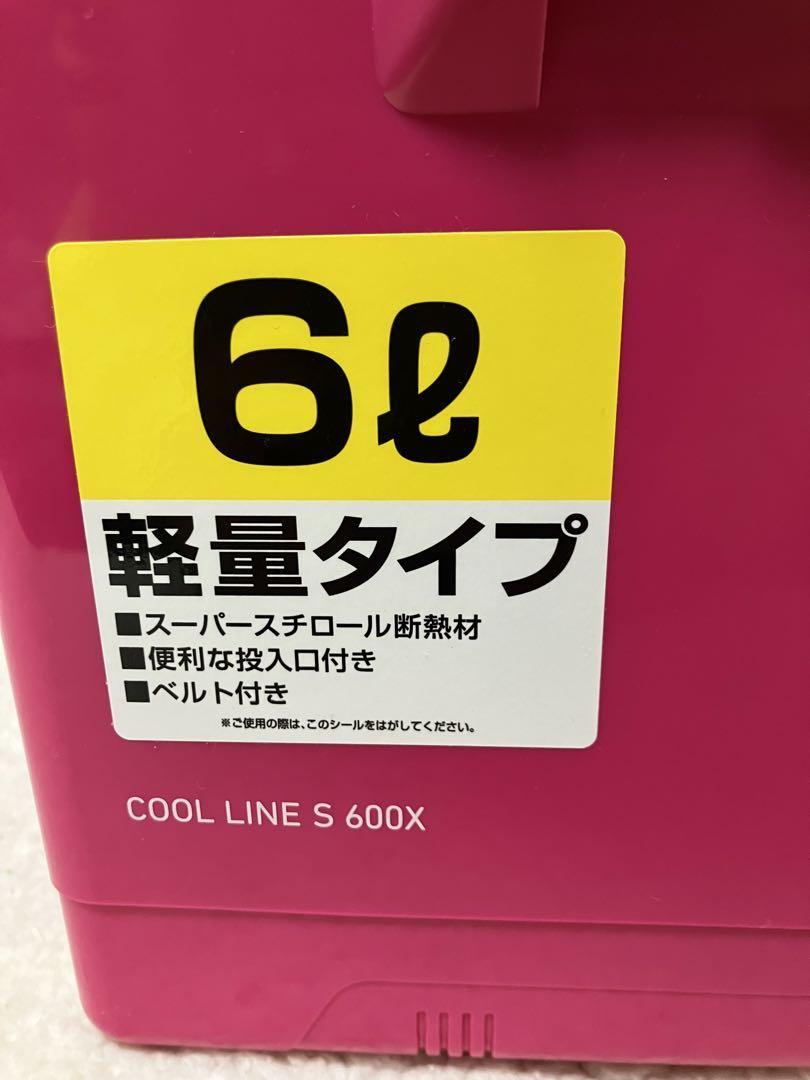 6ℓ
軽量タイプ
■スーパースチロール断熱材
■便利な投入口付き
■ベルト付き
※ご使用の際は、このシールをはがしてください。
COOL LINE S 600X